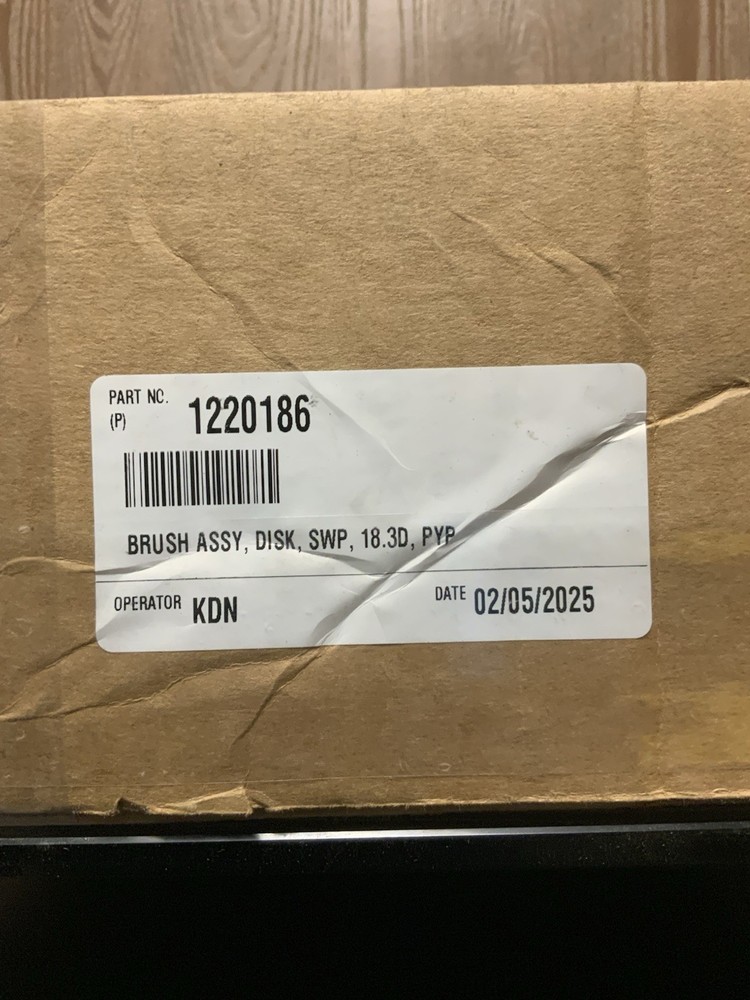 PART NO. 1220186
(P)
BRUSH ASSY, DISK, SWP, 18.3D, PYP
OPERATOR KDN DATE 02/05/2025